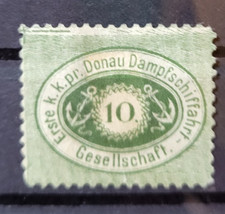 Erste k. k. pr. Donau Dampfschiffahrt-
Gesellschaft.
10.